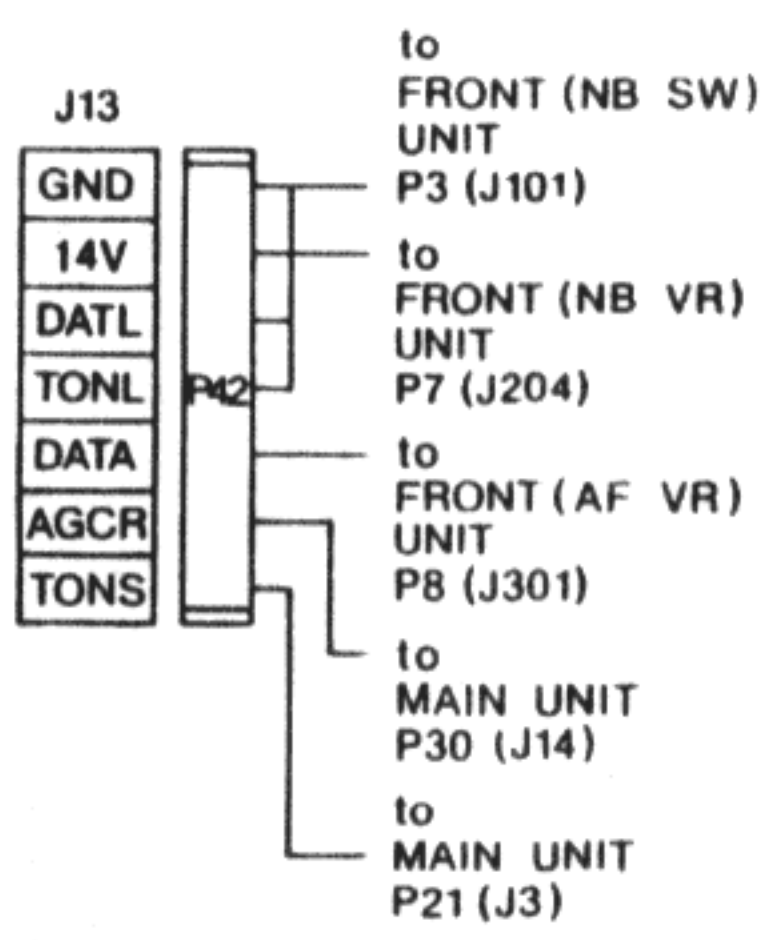 J13
GND
14V
DATL
TONL
DATA
AGCR
TONS
P42
to
FRONT (NB SW)
UNIT
P3 (J101)
to
FRONT (NB VR)
UNIT
P7 (J204)
to
FRONT (AF VR)
UNIT
P8 (J301)
to
MAIN UNIT
P30 (J14)
to
MAIN UNIT
P21 (J3)